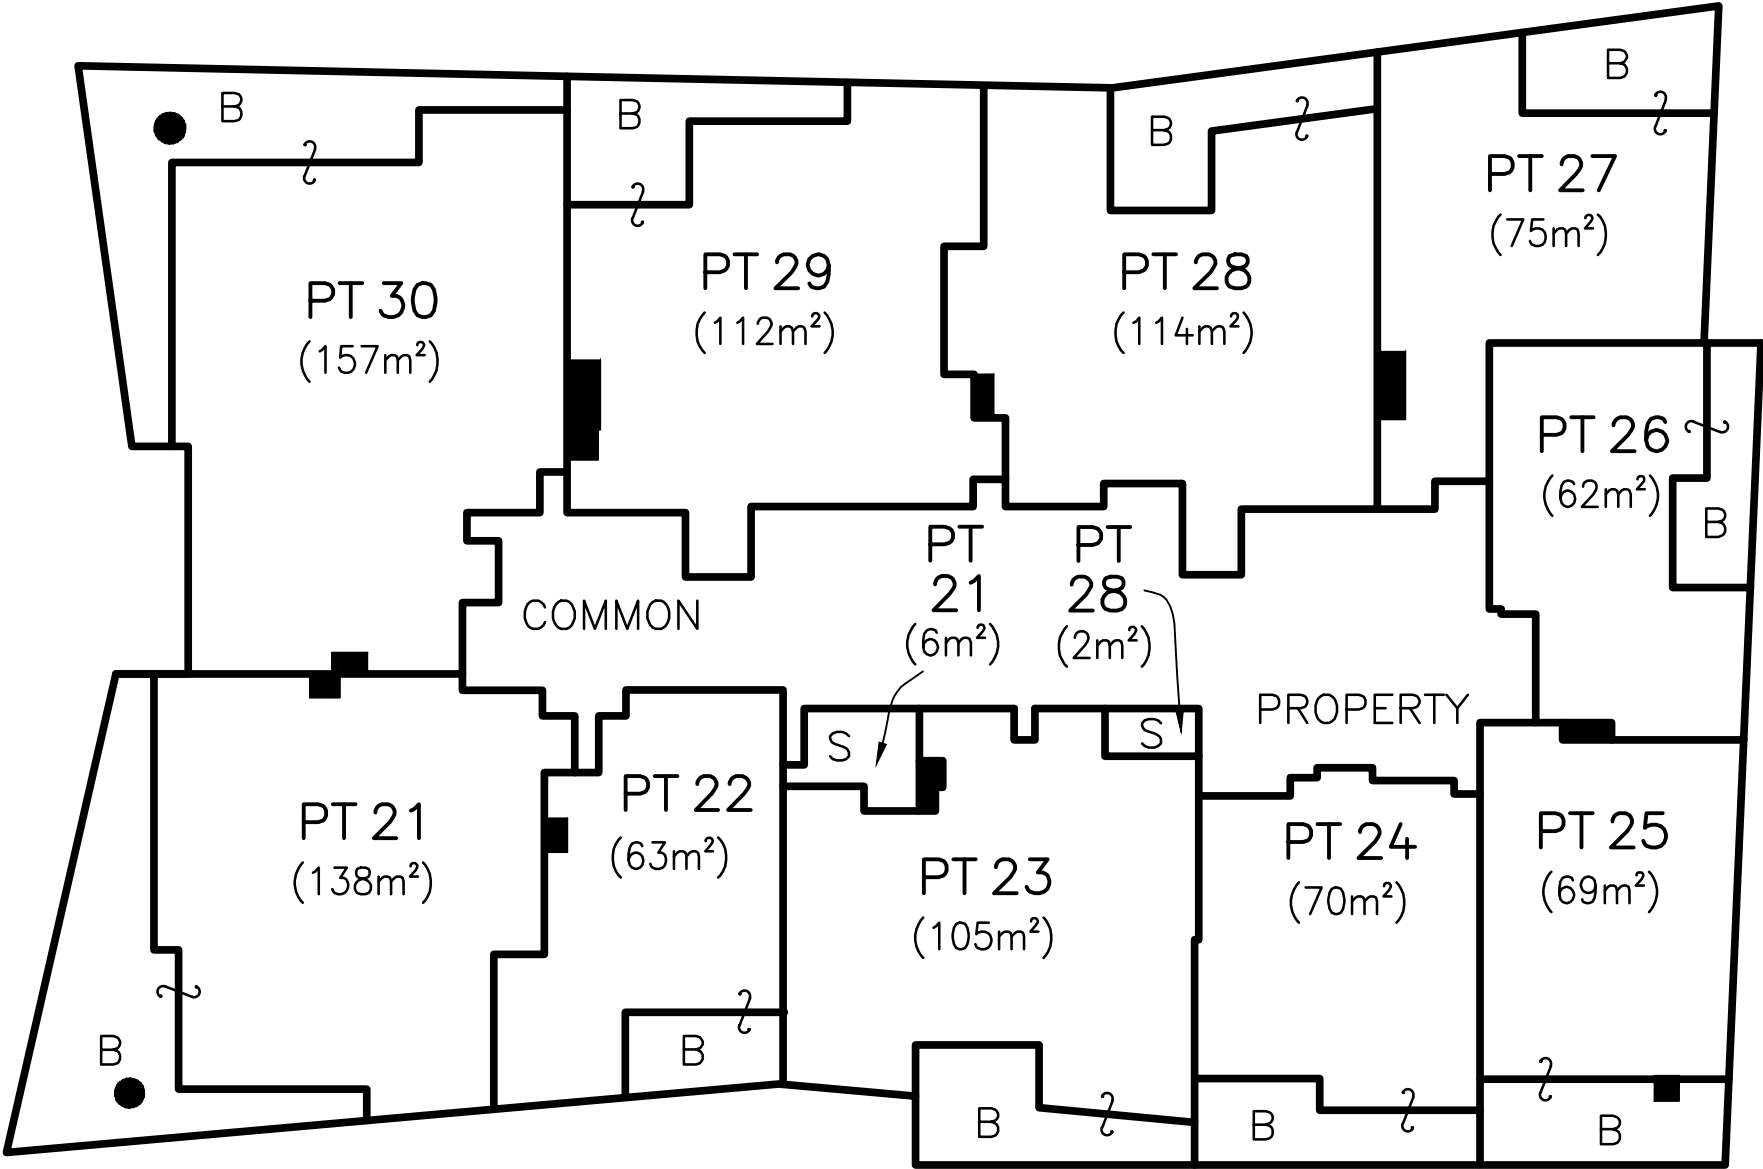 B
B
B
B
PT 27
(75m²)
PT 30
(157m²)
PT 29
(112m²)
PT 28
(114m²)
PT 26
(62m²)
B
PT
21
(6m²)
PT
28
(2m²)
COMMON
PROPERTY
S
S
PT 21
(138m²)
PT 22
(63m²)
PT 23
(105m²)
PT 24
(70m²)
PT 25
(69m²)
B
B
B
B
B